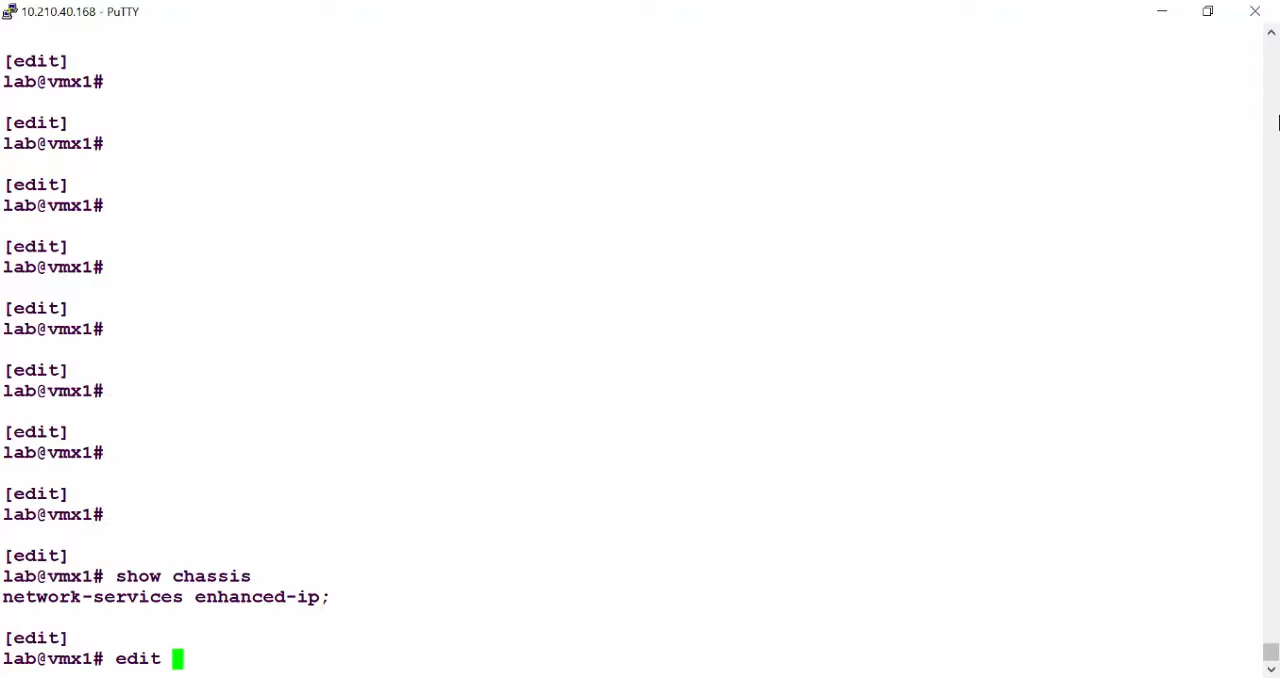 10.210.40.168 - PuTTY
[edit]
lab@vmx1#
[edit]
lab@vmx1#
[edit]
lab@vmx1#
[edit]
lab@vmx1#
[edit]
lab@vmx1#
[edit]
lab@vmx1#
[edit]
lab@vmx1#
[edit]
lab@vmx1#
[edit]
lab@vmx1# show chassis
network-services enhanced-ip;
[edit]
lab@vmx1# edit